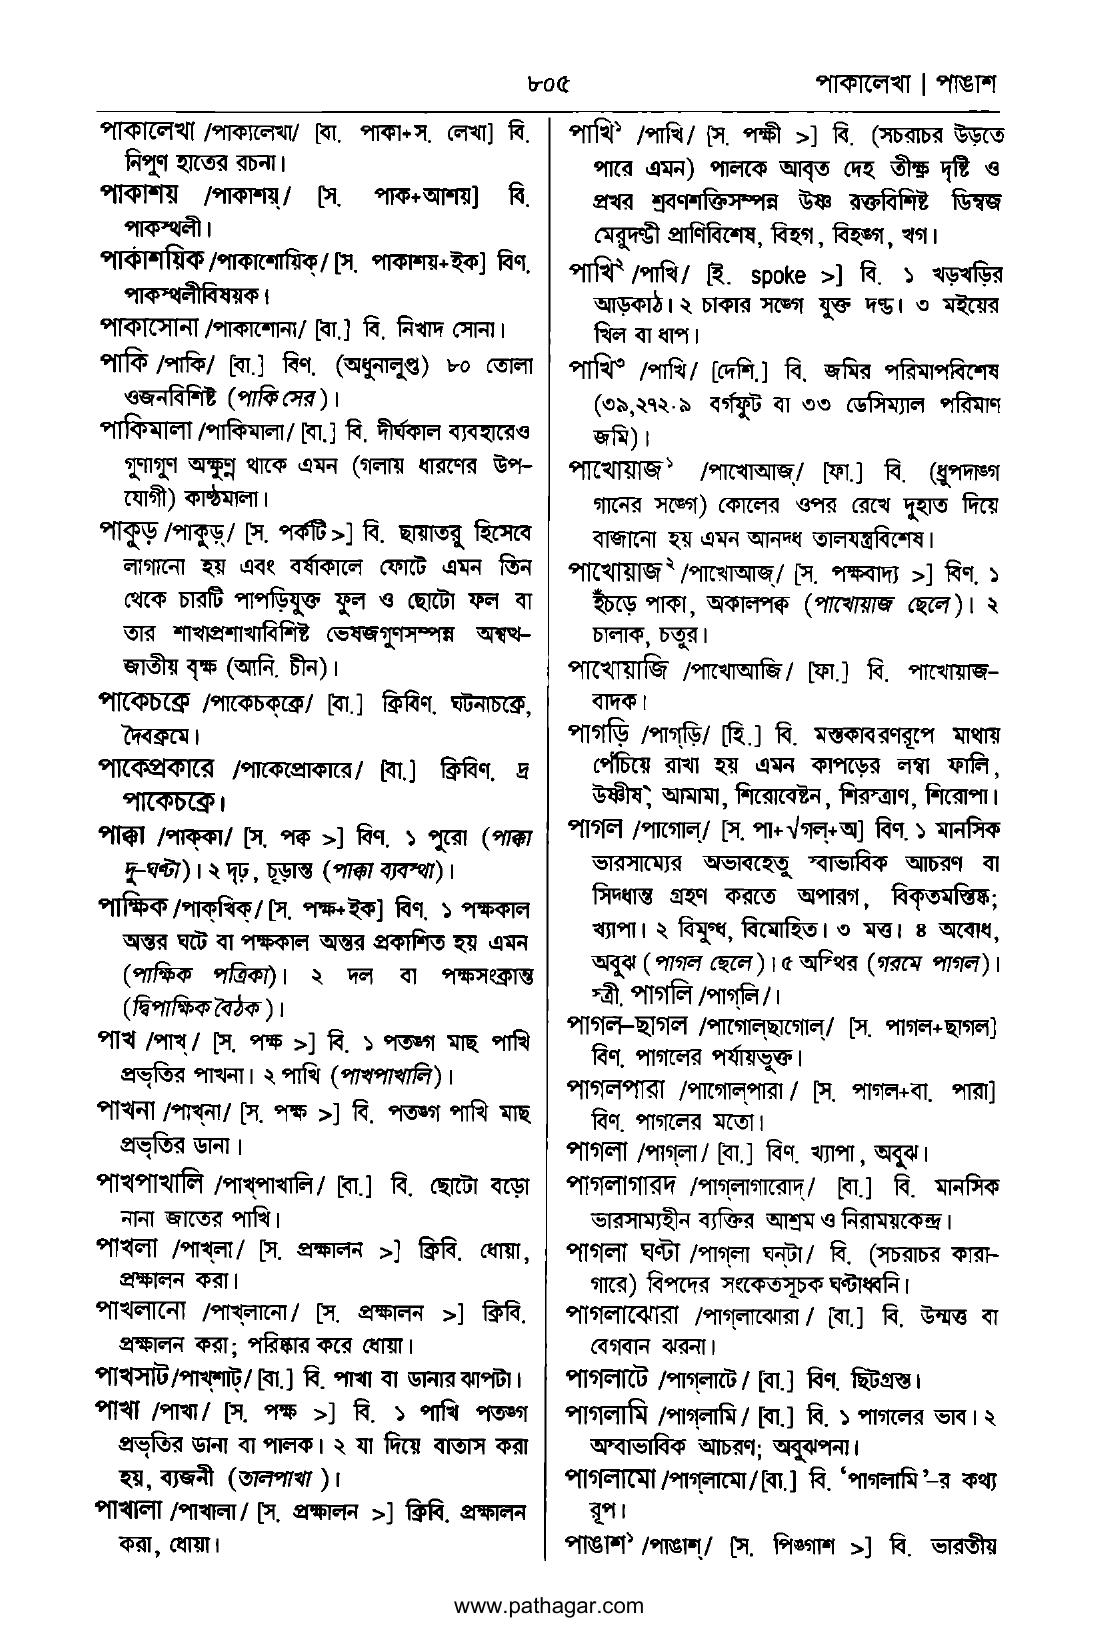 ৮০৫
পাকালেখা | পাঙাশ
পাকালেখা /পাকালেখা/ [বা. পাকা+স. লেখা] বি.
নিপুণ হাতের রচনা।
পাকাশয় /পাকাশয়্/ [স. পাক+আশয়] বি.
পাকস্থলী।
পাকাশয়িক /পাকাশোয়িক্/ [স. পাকাশয়+ইক] বিণ.
পাকস্থলীবিষয়ক।
পাকাসোনা /পাকাশোনা/ [বা.] বি. নিখাদ সোনা।
পাকি /পাকি/ [বা.] বিণ. (অধুনালুপ্ত) ৮০ তোলা
ওজনবিশিষ্ট (পাকি সের)।
পাকিমালা /পাকিমালা/ [বা.] বি. দীর্ঘকাল ব্যবহারেও
গুণাগুণ অক্ষুণ্ন থাকে এমন (গলায় ধারণের উপ-
যোগী) কাষ্ঠমালা।
পাকুড় /পাকুড়্/ [স. পর্কটি >] বি. ছায়াতরু হিসেবে
লাগানো হয় এবং বর্ষাকালে ফোটে এমন তিন
থেকে চারটি পাপড়িযুক্ত ফুল ও ছোটো ফল বা
তার শাখাপ্রশাখাবিশিষ্ট ভেষজগুণসম্পন্ন অশ্বত্থ-
জাতীয় বৃক্ষ (আনি. চীন)।
পাকেচক্রে /পাকেচক্‌ক্রে/ [বা.] ক্রিবিণ. ঘটনাচক্রে,
দৈবক্রমে।
পাকেপ্রকারে /পাকেপ্রোকারে/ [বা.] ক্রিবিণ. দ্র
পাকেচক্রে।
পাক্কা /পাক্‌কা/ [স. পক্ব >] বিণ. ১ পুরো (পাক্কা
দু-ঘণ্টা)। ২ দৃঢ়, চূড়ান্ত (পাক্কা ব্যবস্থা)।
পাক্ষিক /পাক্‌খিক্/ [স. পক্ষ+ইক] বিণ. ১ পক্ষকাল
অন্তর ঘটে বা পক্ষকাল অন্তর প্রকাশিত হয় এমন
(পাক্ষিক পত্রিকা)। ২ দল বা পক্ষসংক্রান্ত
(দ্বিপাক্ষিক বৈঠক)।
পাখ /পাখ্/ [স. পক্ষ >] বি. ১ পতঙ্গ মাছ পাখি
প্রভৃতির পাখনা। ২ পাখি (পাখপাখালি)।
পাখনা /পাখ্‌না/ [স. পক্ষ >] বি. পতঙ্গ পাখি মাছ
প্রভৃতির ডানা।
পাখপাখালি /পাখ্‌পাখালি/ [বা.] বি. ছোটো বড়ো
নানা জাতের পাখি।
পাখলা /পাখ্‌লা/ [স. প্রক্ষালন >] ক্রিবি. ধোয়া,
প্রক্ষালন করা।
পাখলানো /পাখ্‌লানো/ [স. প্রক্ষালন >] ক্রিবি.
প্রক্ষালন করা; পরিষ্কার করে ধোয়া।
পাখসাট /পাখ্‌শাট্/ [বা.] বি. পাখা বা ডানার ঝাপটা।
পাখা /পাখা/ [স. পক্ষ >] বি. ১ পাখি পতঙ্গ
প্রভৃতির ডানা বা পালক। ২ যা দিয়ে বাতাস করা
হয়, ব্যজনী (তালপাখা)।
পাখালা /পাখালা/ [স. প্রক্ষালন >] ক্রিবি. প্রক্ষালন
করা, ধোয়া।
পাখি১ /পাখি/ [স. পক্ষী >] বি. (সচরাচর উড়তে
পারে এমন) পালকে আবৃত দেহ তীক্ষ্ণ দৃষ্টি ও
প্রখর শ্রবণশক্তিসম্পন্ন উষ্ণ রক্তবিশিষ্ট ডিম্বজ
মেরুদণ্ডী প্রাণিবিশেষ, বিহগ, বিহঙ্গ, খগ।
পাখি২ /পাখি/ [ই. spoke >] বি. ১ খড়খড়ির
আড়কাঠ। ২ চাকার সঙ্গে যুক্ত দণ্ড। ৩ মইয়ের
খিল বা ধাপ।
পাখি৩ /পাখি/ [দেশি.] বি. জমির পরিমাপবিশেষ
(৩৯,২৭২·৯ বর্গফুট বা ৩৩ ডেসিম্যাল পরিমাণ
জমি)।
পাখোয়াজ১ /পাখোআজ্/ [ফা.] বি. (ধ্রুপদাঙ্গ
গানের সঙ্গে) কোলের ওপর রেখে দুহাত দিয়ে
বাজানো হয় এমন আনদ্ধ তালযন্ত্রবিশেষ।
পাখোয়াজ২ /পাখোআজ্/ [স. পক্ষবাদ্য >] বিণ. ১
ইঁচড়ে পাকা, অকালপক্ব (পাখোয়াজ ছেলে)। ২
চালাক, চতুর।
পাখোয়াজি /পাখোআজি/ [ফা.] বি. পাখোয়াজ-
বাদক।
পাগড়ি /পাগ্‌ড়ি/ [হি.] বি. মস্তকাবরণরূপে মাথায়
পেঁচিয়ে রাখা হয় এমন কাপড়ের লম্বা ফালি,
উষ্ণীষ, আমামা, শিরোবেষ্টন, শিরস্ত্রাণ, শিরোপা।
পাগল /পাগোল্/ [স. পা+√গল্+অ] বিণ. ১ মানসিক
ভারসাম্যের অভাবহেতু স্বাভাবিক আচরণ বা
সিদ্ধান্ত গ্রহণ করতে অপারগ, বিকৃতমস্তিষ্ক;
খ্যাপা। ২ বিমুগ্ধ, বিমোহিত। ৩ মত্ত। ৪ অবোধ,
অবুঝ (পাগল ছেলে)। ৫ অস্থির (গরমে পাগল)।
স্ত্রী. পাগলি /পাগ্‌লি/।
পাগল-ছাগল /পাগোল্‌ছাগোল্/ [স. পাগল+ছাগল]
বিণ. পাগলের পর্যায়ভুক্ত।
পাগলপারা /পাগোল্‌পারা/ [স. পাগল+বা. পারা]
বিণ. পাগলের মতো।
পাগলা /পাগ্‌লা/ [বা.] বিণ. খ্যাপা, অবুঝ।
পাগলাগারদ /পাগ্‌লাগারোদ্/ [বা.] বি. মানসিক
ভারসাম্যহীন ব্যক্তির আশ্রম ও নিরাময়কেন্দ্র।
পাগলা ঘণ্টা /পাগ্‌লা ঘন্‌টা/ বি. (সচরাচর কারা-
গারে) বিপদের সংকেতসূচক ঘণ্টাধ্বনি।
পাগলাঝোরা /পাগ্‌লাঝোরা/ [বা.] বি. উন্মত্ত বা
বেগবান ঝরনা।
পাগলাটে /পাগ্‌লাটে/ [বা.] বিণ. ছিটগ্রস্ত।
পাগলামি /পাগ্‌লামি/ [বা.] বি. ১ পাগলের ভাব। ২
অস্বাভাবিক আচরণ; অবুঝপনা।
পাগলামো /পাগ্‌লামো/ [বা.] বি. ‘পাগলামি’-র কথ্য
রূপ।
পাঙাশ১ /পাঙাশ্/ [স. পিঙ্গাশ >] বি. ভারতীয়
www.pathagar.com